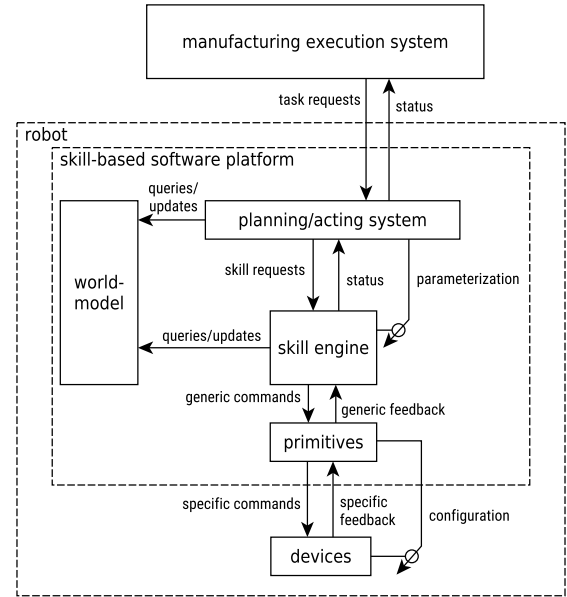 manufacturing execution system
task requests
status
robot
skill-based software platform
queries/
updates
planning/acting system
world-
model
skill requests
status
parameterization
queries/updates
skill engine
generic commands
generic feedback
primitives
specific commands
specific
feedback
configuration
devices